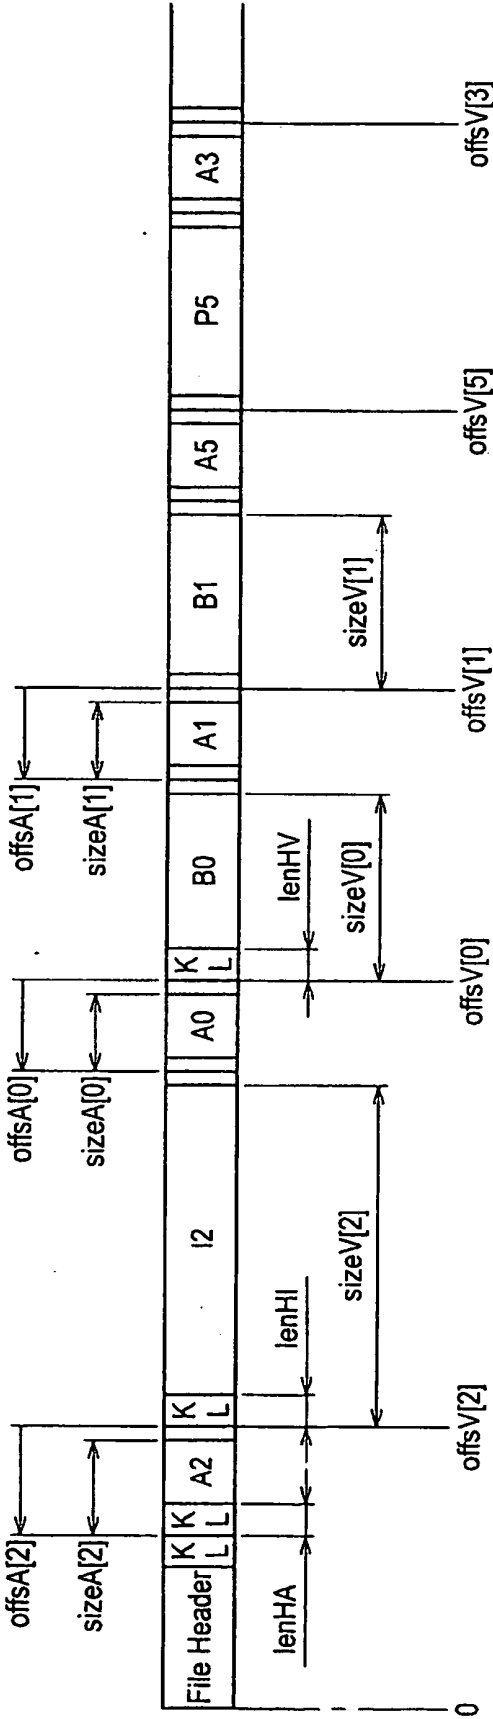 offsA[2]
offsA[0]
offsA[1]
sizeA[2]
sizeA[0]
sizeA[1]
File Header
K L
K L
A2
K L
I2
A0
K L
B0
A1
B1
A5
P5
A3
lenHA
lenHI
lenHV
sizeV[2]
sizeV[0]
sizeV[1]
0
offsV[2]
offsV[0]
offsV[1]
offsV[5]
offsV[3]